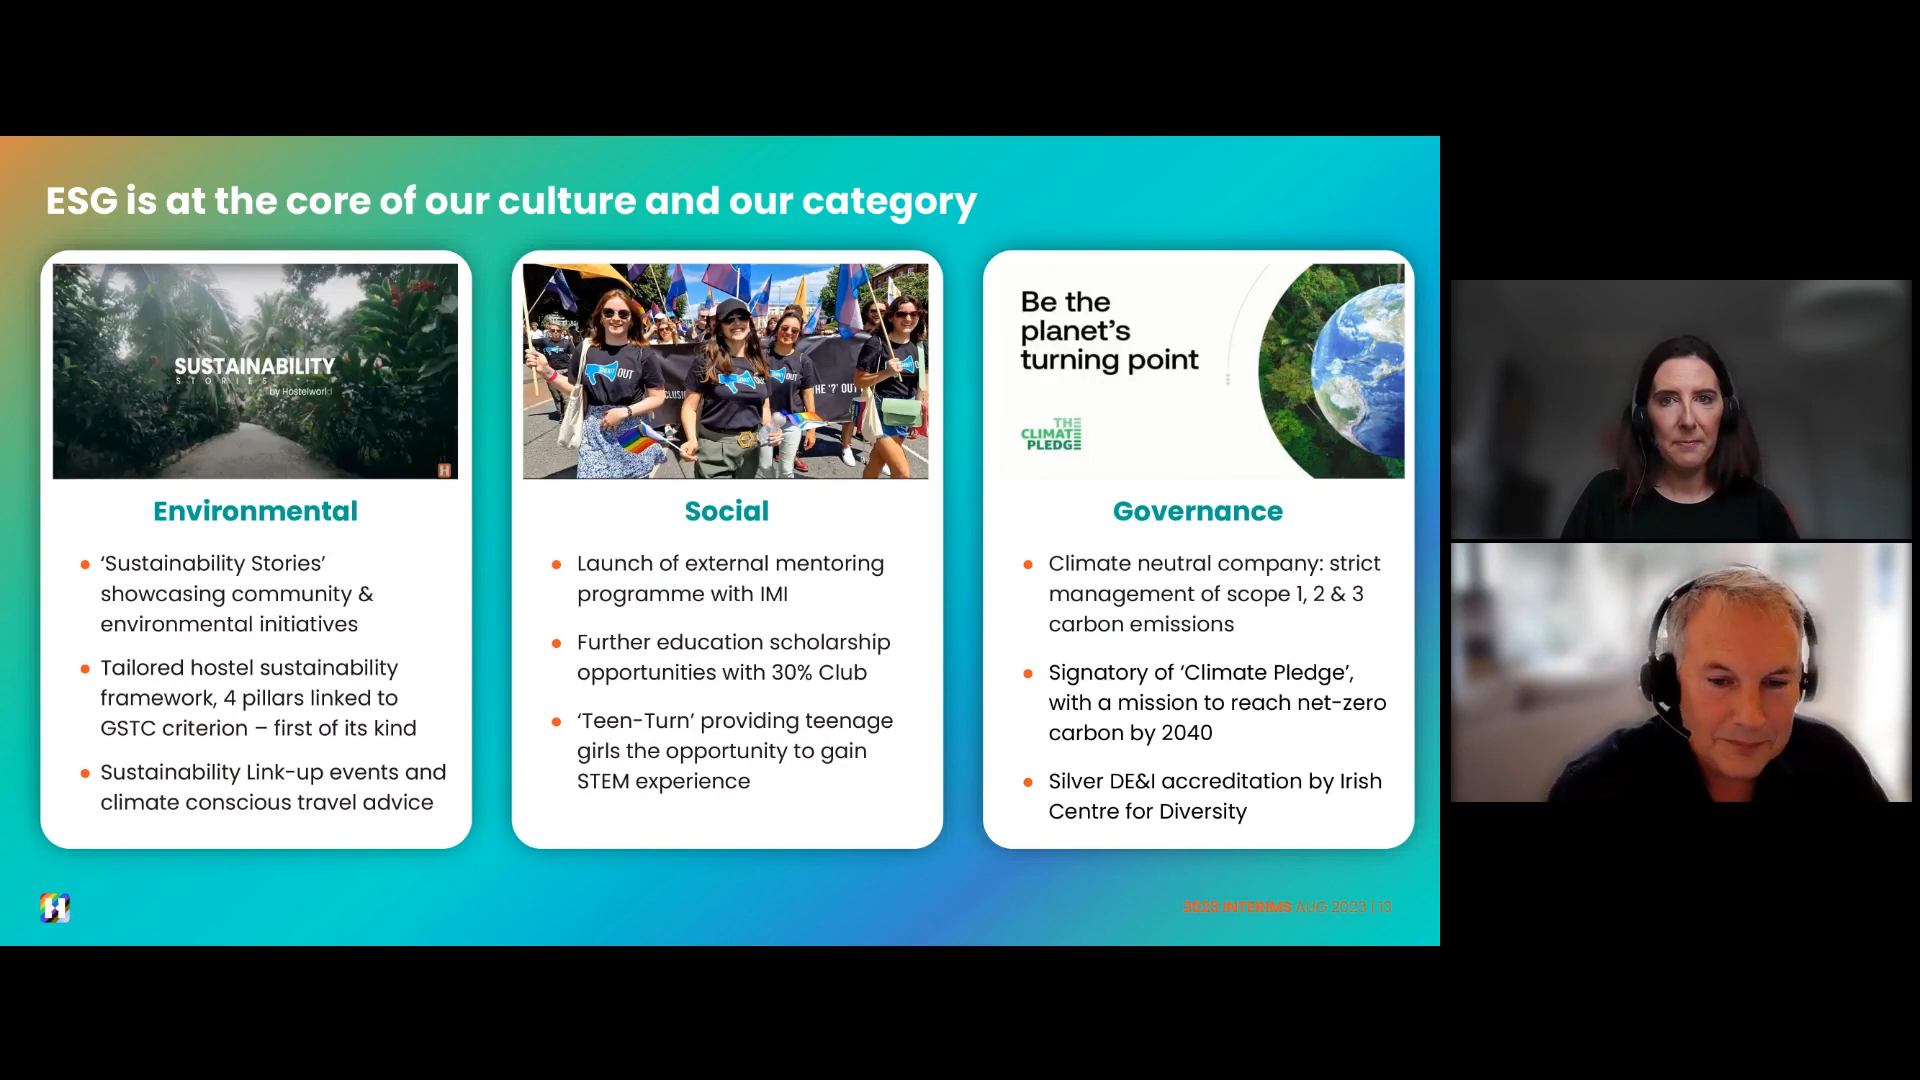 ESG is at the core of our culture and our category
SUSTAINABILITY
STORIES
by Hostelworld
H
Environmental
‘Sustainability Stories’
showcasing community &
environmental initiatives
Tailored hostel sustainability
framework, 4 pillars linked to
GSTC criterion – first of its kind
Sustainability Link-up events and
climate conscious travel advice
OUT
HE '?' OUT
Social
Launch of external mentoring
programme with IMI
Further education scholarship
opportunities with 30% Club
‘Teen-Turn’ providing teenage
girls the opportunity to gain
STEM experience
Be the
planet’s
turning point
THE
CLIMATE
PLEDGE
Governance
Climate neutral company: strict
management of scope 1, 2 & 3
carbon emissions
Signatory of ‘Climate Pledge’,
with a mission to reach net-zero
carbon by 2040
Silver DE&I accreditation by Irish
Centre for Diversity
H
2023 INTERIMS AUG 2023 | 13